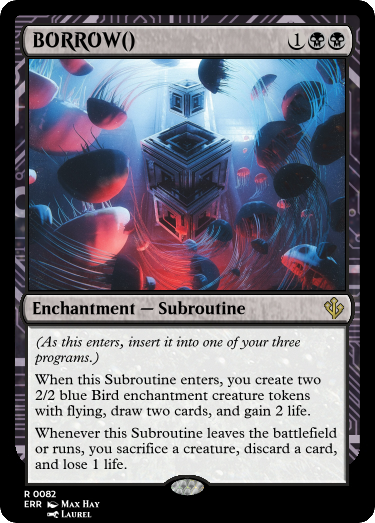 BORROW() 1
Enchantment — Subroutine
(As this enters, insert it into one of your three
programs.)
When this Subroutine enters, you create two
2/2 blue Bird enchantment creature tokens
with flying, draw two cards, and gain 2 life.
Whenever this Subroutine leaves the battlefield
or runs, you sacrifice a creature, discard a card,
and lose 1 life.
R 0082
ERR Max Hay
Laurel